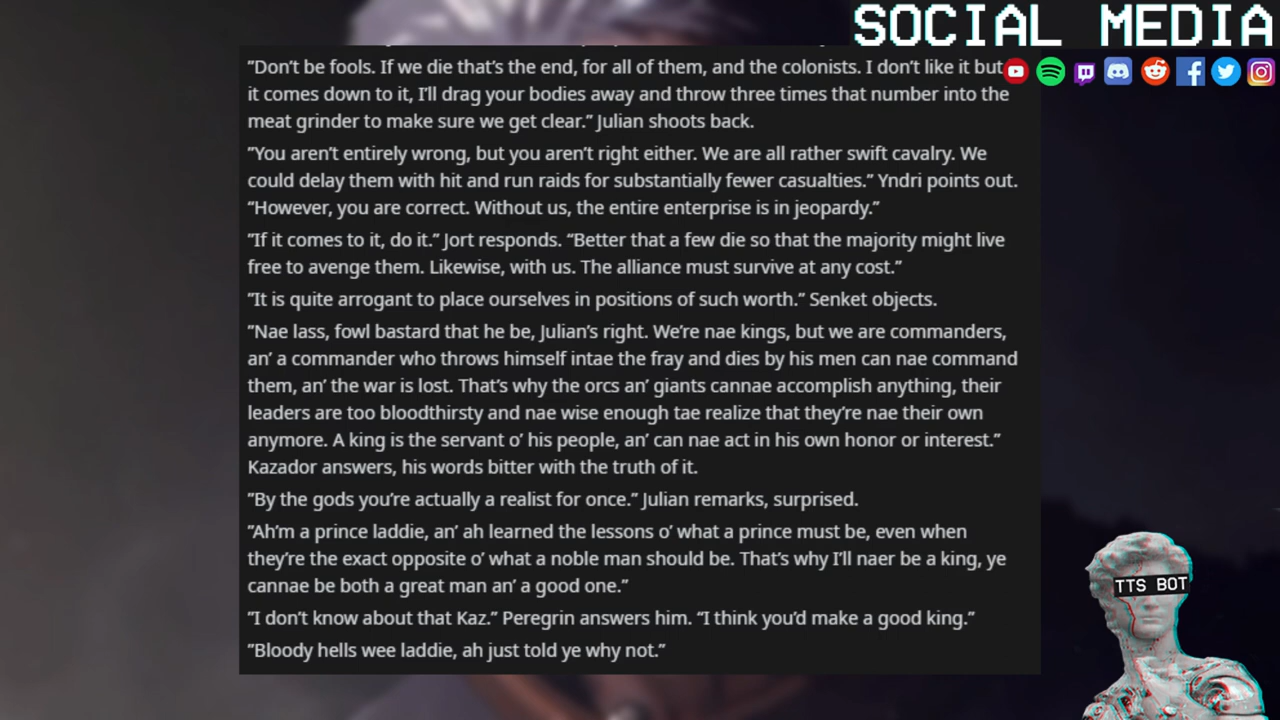 SOCIAL MEDIA
"Don't be fools. If we die that's the end, for all of them, and the colonists. I don't like it but
it comes down to it, I'll drag your bodies away and throw three times that number into the
meat grinder to make sure we get clear." Julian shoots back.
"You aren't entirely wrong, but you aren't right either. We are all rather swift cavalry. We
could delay them with hit and run raids for substantially fewer casualties." Yndri points out.
"However, you are correct. Without us, the entire enterprise is in jeopardy."
"If it comes to it, do it." Jort responds. "Better that a few die so that the majority might live
free to avenge them. Likewise, with us. The alliance must survive at any cost."
"It is quite arrogant to place ourselves in positions of such worth." Senket objects.
"Nae lass, fowl bastard that he be, Julian's right. We're nae kings, but we are commanders,
an' a commander who throws himself intae the fray and dies by his men can nae command
them, an' the war is lost. That's why the orcs an' giants cannae accomplish anything, their
leaders are too bloodthirsty and nae wise enough tae realize that they're nae their own
anymore. A king is the servant o' his people, an' can nae act in his own honor or interest."
Kazador answers, his words bitter with the truth of it.
"By the gods you're actually a realist for once." Julian remarks, surprised.
"Ah'm a prince laddie, an' ah learned the lessons o' what a prince must be, even when
they're the exact opposite o' what a noble man should be. That's why I'll naer be a king, ye
cannae be both a great man an' a good one."
"I don't know about that Kaz." Peregrin answers him. "I think you'd make a good king."
"Bloody hells wee laddie, ah just told ye why not."
TTS BOT